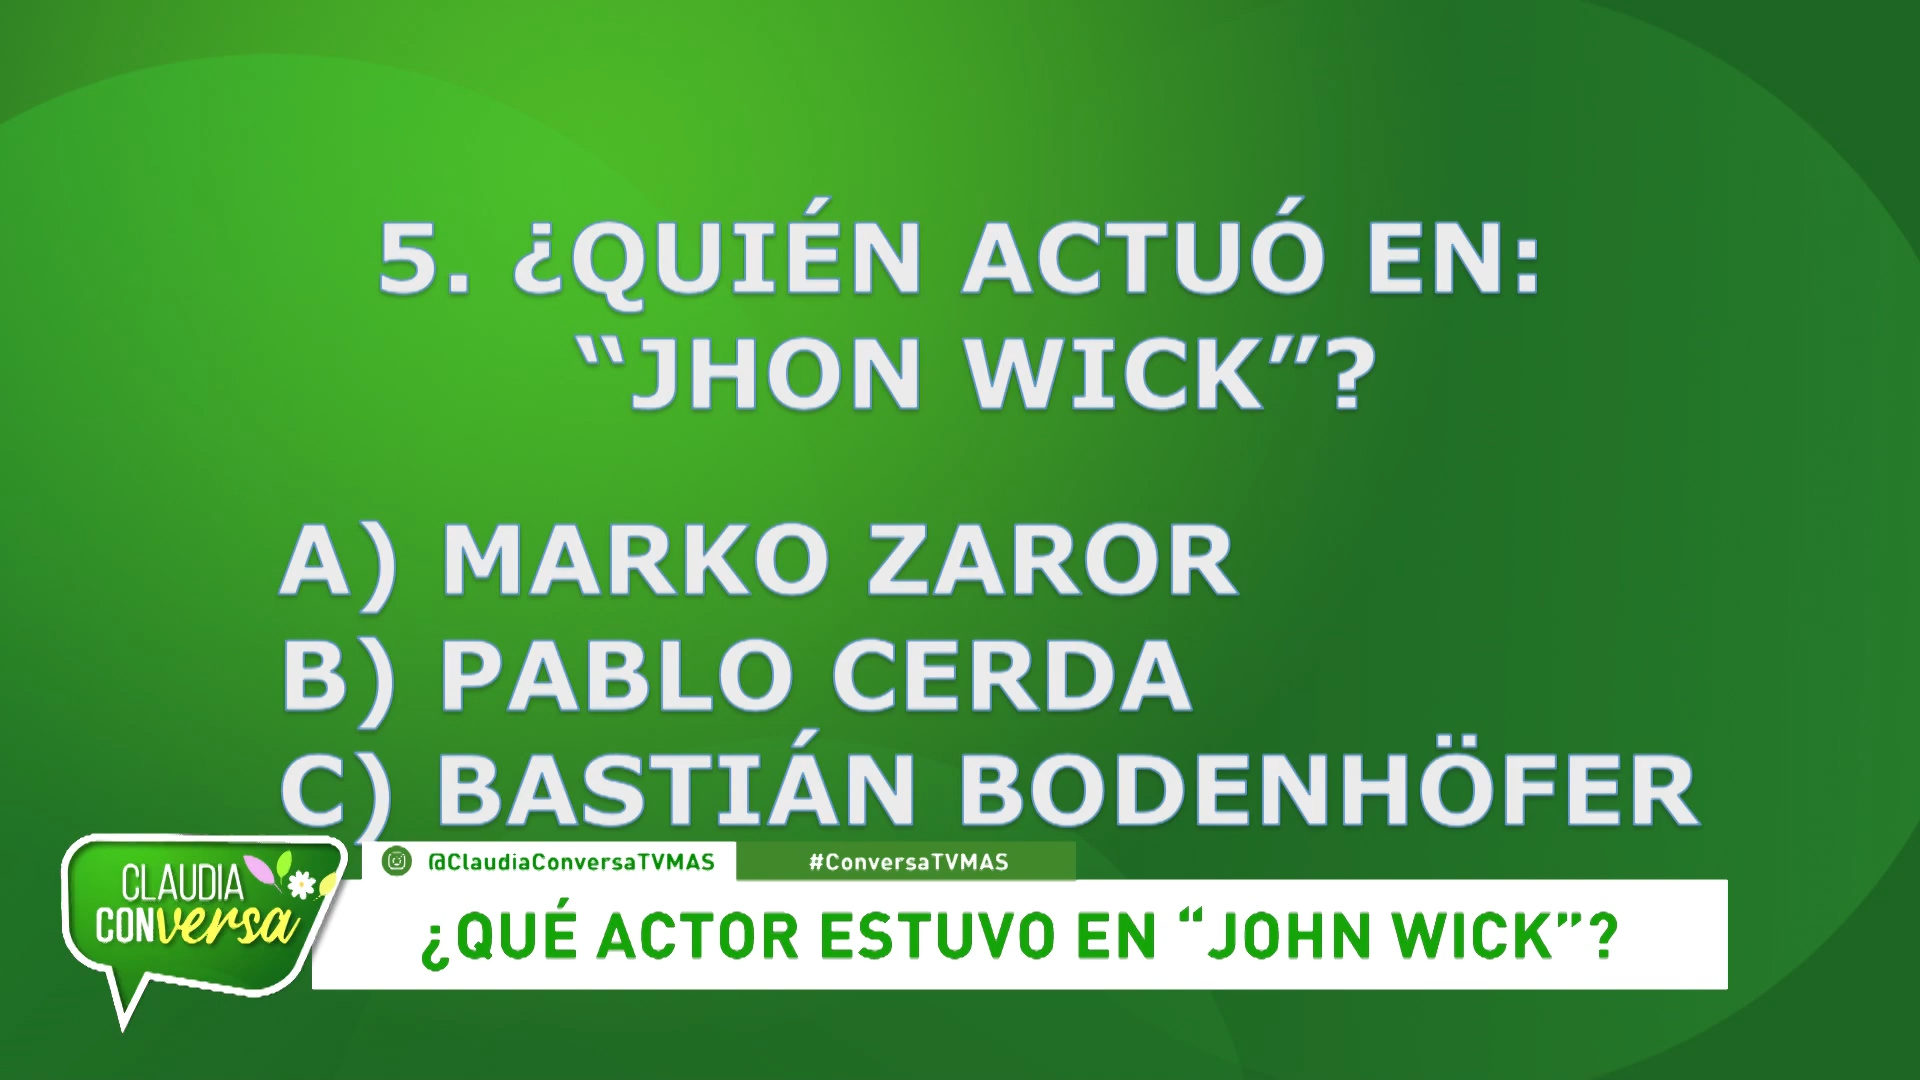 5. ¿QUIÉN ACTUÓ EN:
“JHON WICK”?
A) MARKO ZAROR
B) PABLO CERDA
C) BASTIÁN BODENHÖFER
@ClaudiaConversaTVMAS
#ConversaTVMAS
CLAUDIA
CONversa
¿QUÉ ACTOR ESTUVO EN “JOHN WICK”?